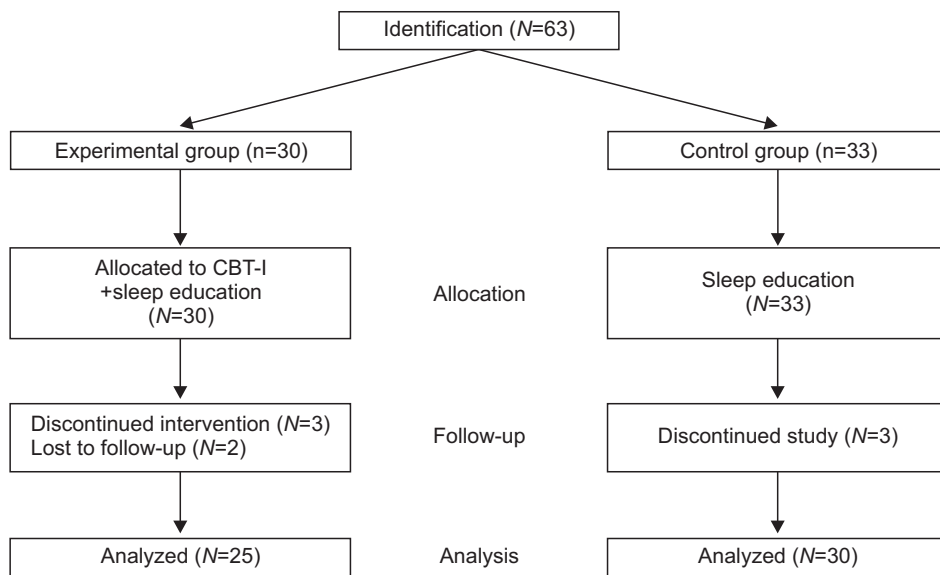 Identification (N=63)
Experimental group (n=30)
Control group (n=33)
Allocated to CBT-I
+sleep education
(N=30)
Allocation
Sleep education
(N=33)
Discontinued intervention (N=3)
Lost to follow-up (N=2)
Follow-up
Discontinued study (N=3)
Analyzed (N=25)
Analysis
Analyzed (N=30)